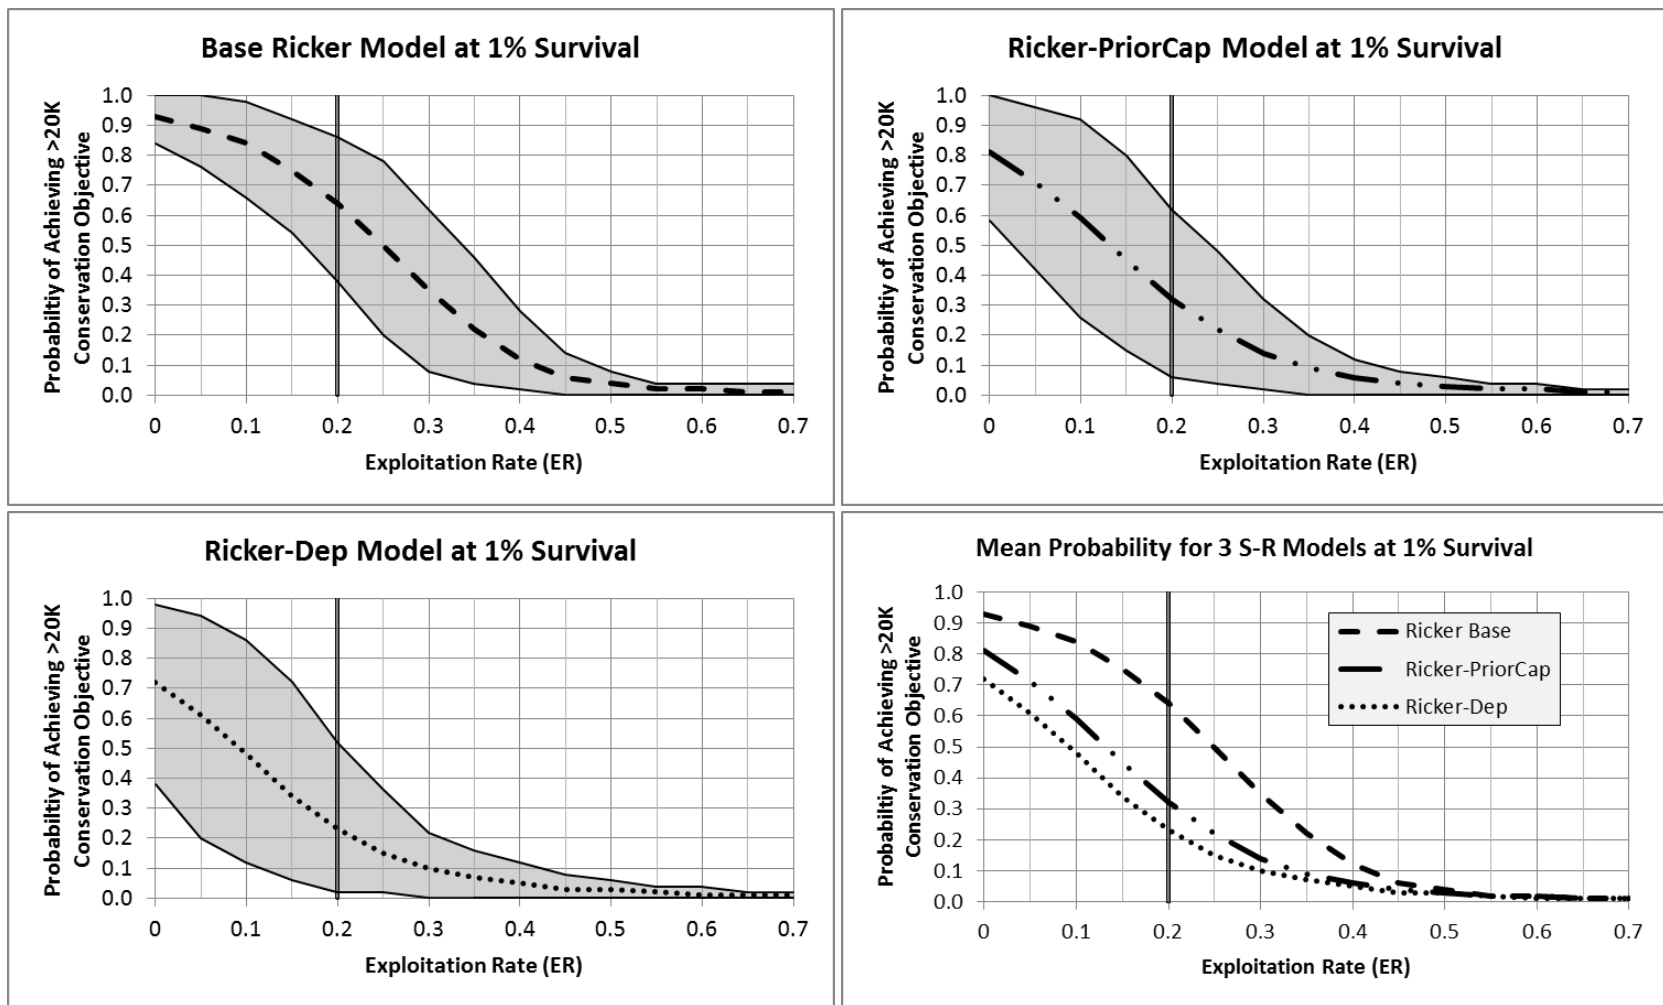 Base Ricker Model at 1% Survival
Probabiltiy of Achieving >20K
Conservation Objective
1.0
0.9
0.8
0.7
0.6
0.5
0.4
0.3
0.2
0.1
0.0
0 0.1 0.2 0.3 0.4 0.5 0.6 0.7
Exploitation Rate (ER)
Ricker-PriorCap Model at 1% Survival
Probabiltiy of Achieving >20K
Conservation Objective
1.0
0.9
0.8
0.7
0.6
0.5
0.4
0.3
0.2
0.1
0.0
0 0.1 0.2 0.3 0.4 0.5 0.6 0.7
Exploitation Rate (ER)
Ricker-Dep Model at 1% Survival
Probabiltiy of Achieving >20K
Conservation Objective
1.0
0.9
0.8
0.7
0.6
0.5
0.4
0.3
0.2
0.1
0.0
0 0.1 0.2 0.3 0.4 0.5 0.6 0.7
Exploitation Rate (ER)
Mean Probability for 3 S-R Models at 1% Survival
Probabiltiy of Achieving >20K
Conservation Objective
1.0
0.9
0.8
0.7
0.6
0.5
0.4
0.3
0.2
0.1
0.0
Ricker Base
Ricker-PriorCap
Ricker-Dep
0 0.1 0.2 0.3 0.4 0.5 0.6 0.7
Exploitation Rate (ER)